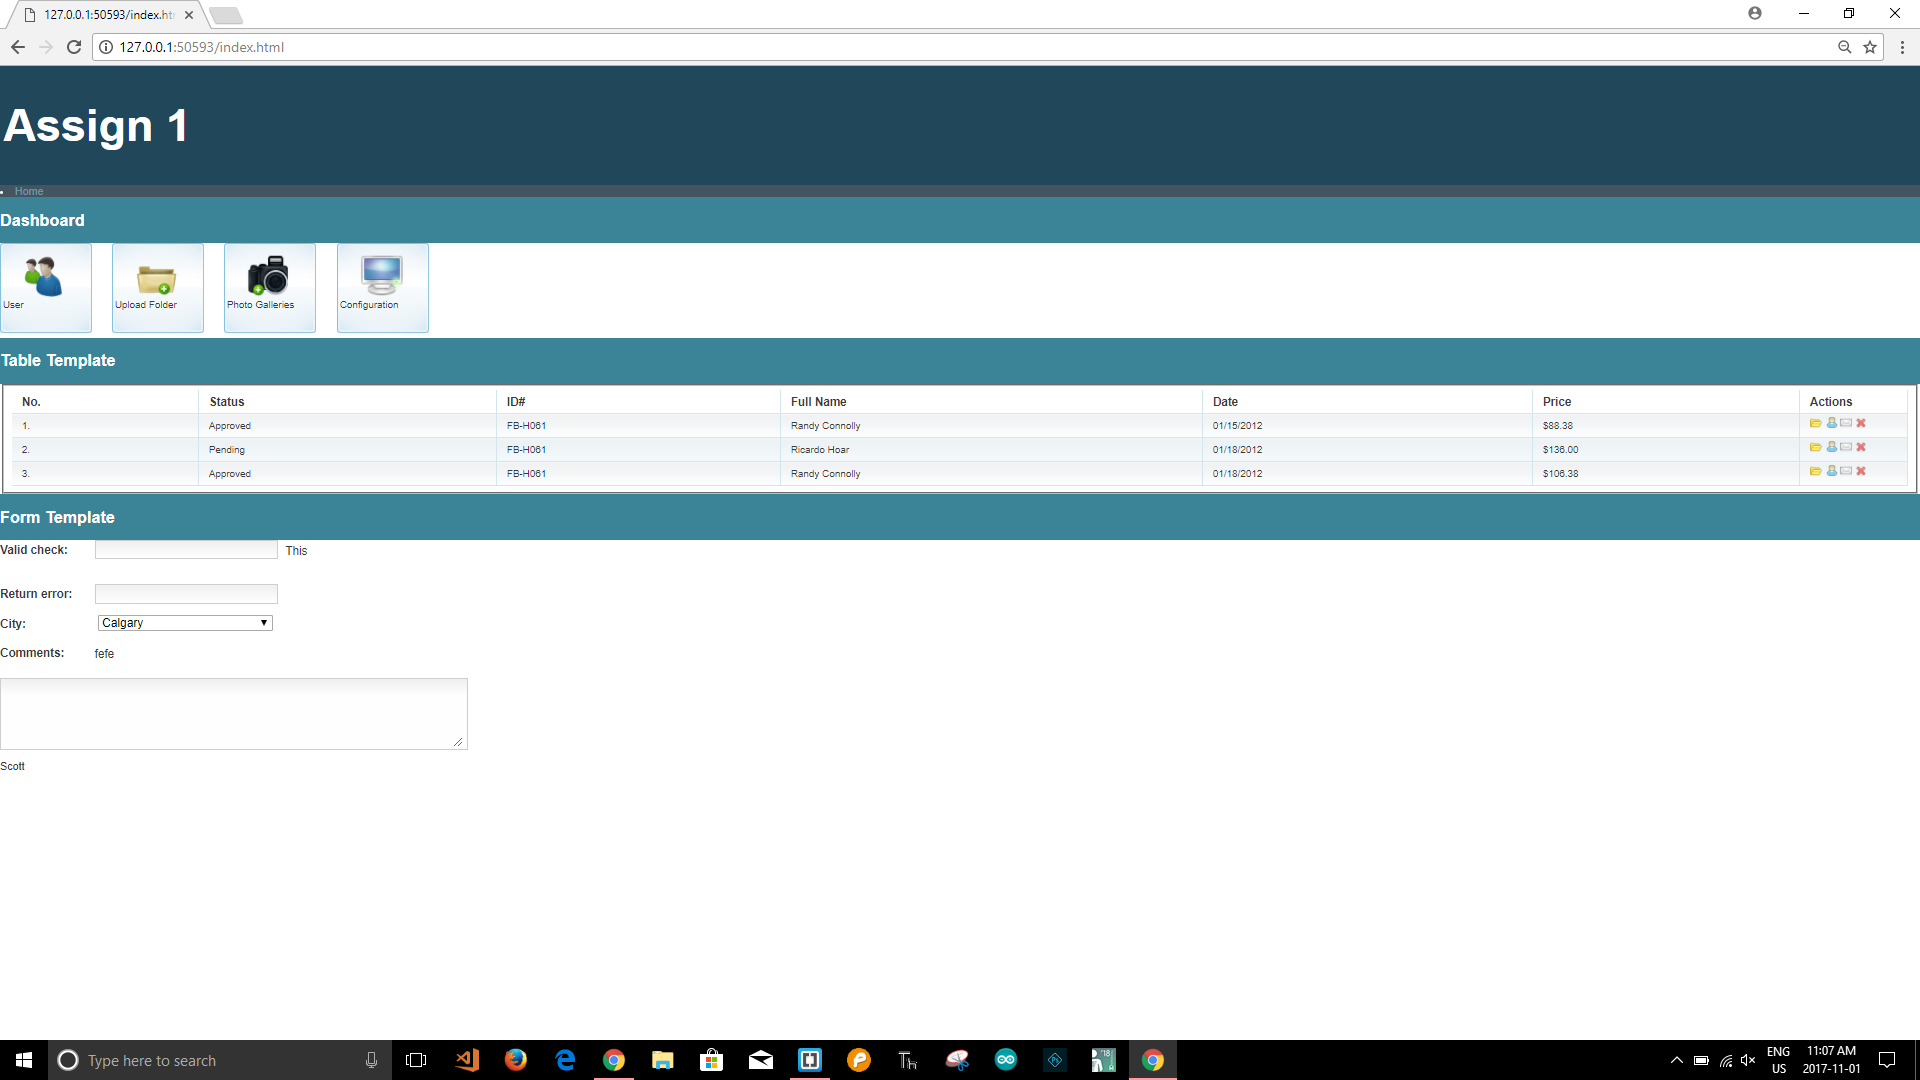 127.0.0.1:50593/index.ht
127.0.0.1:50593/index.html
Assign 1
Home
Dashboard
User
Upload Folder
Photo Galleries
Configuration
Table Template
No. Status ID# Full Name Date Price Actions
1. Approved FB-H061 Randy Connolly 01/15/2012 $88.38
2. Pending FB-H061 Ricardo Hoar 01/18/2012 $136.00
3. Approved FB-H061 Randy Connolly 01/18/2012 $106.38
Form Template
Valid check: This
Return error:
City: Calgary
Comments: fefe
Scott
Type here to search
ENG
US
11:07 AM
2017-11-01